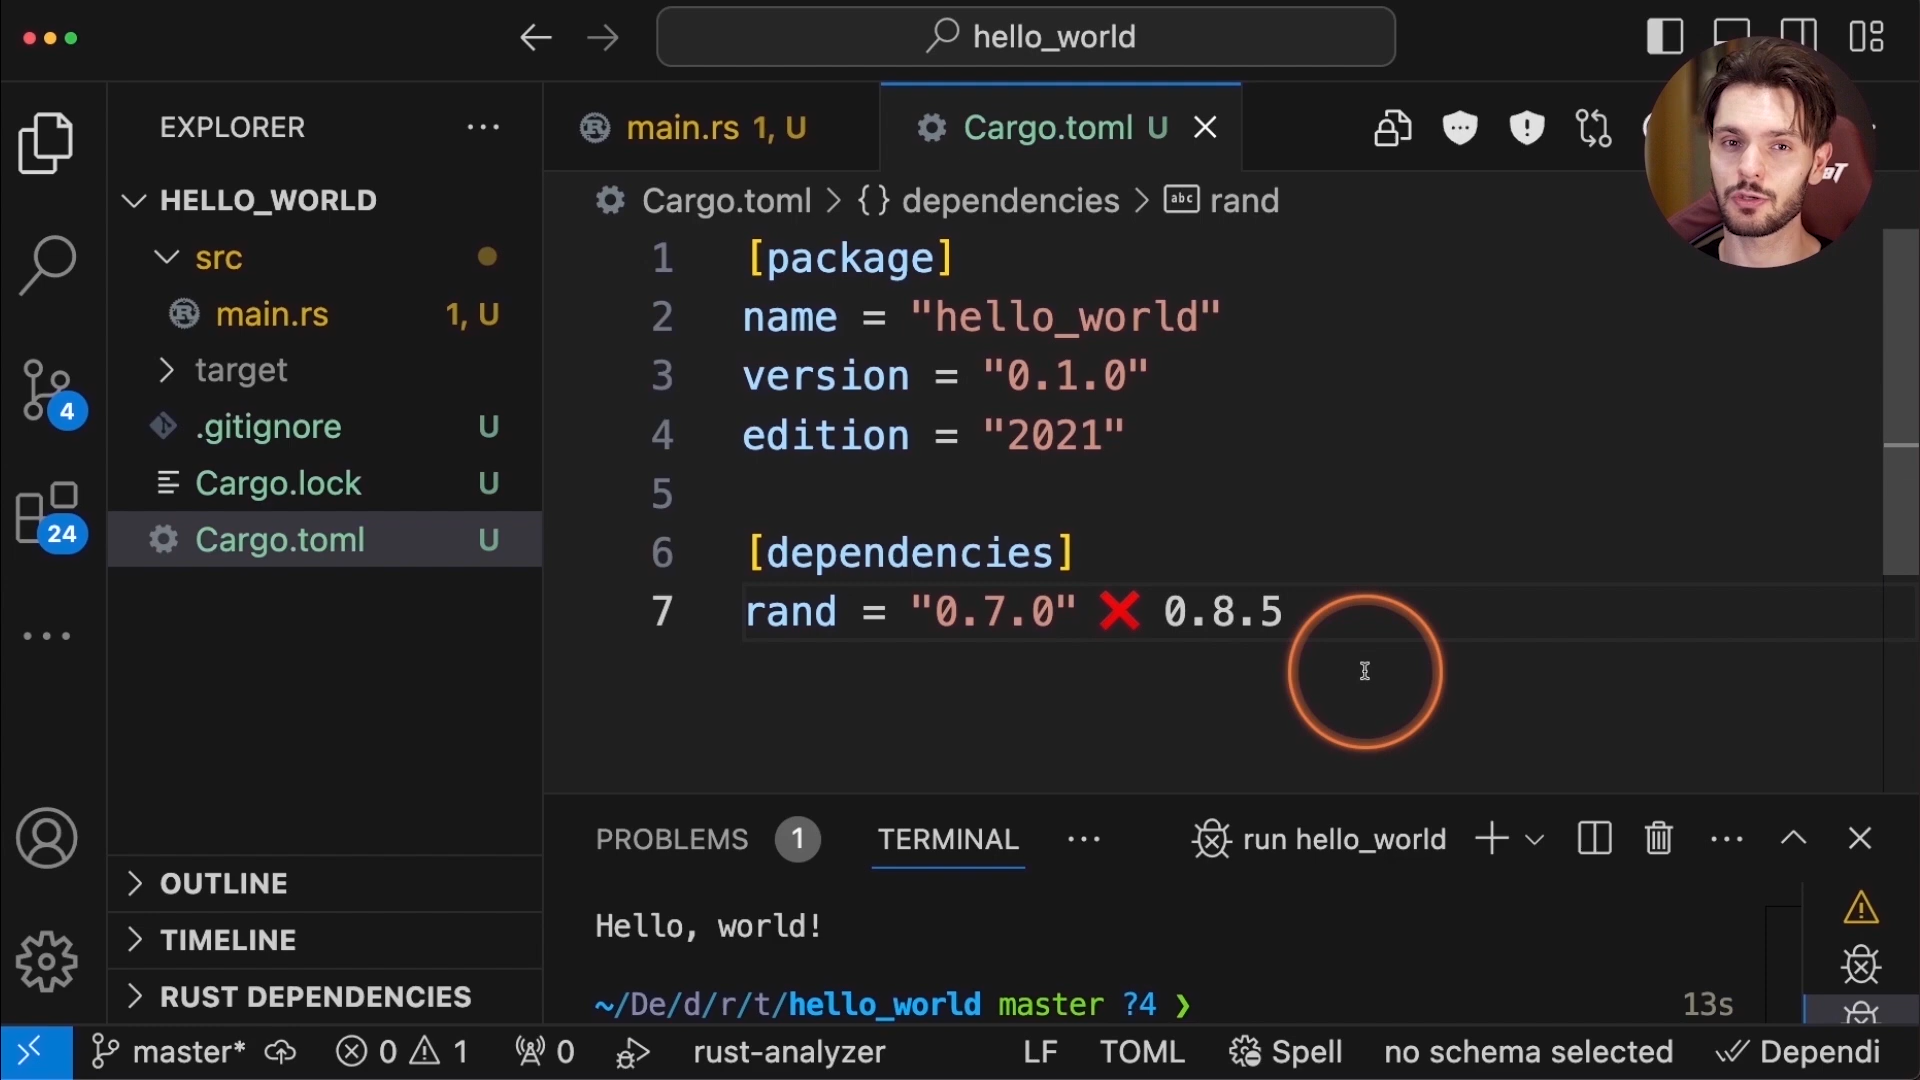 hello_world
EXPLORER
HELLO_WORLD
src
main.rs 1, U
target
.gitignore U
Cargo.lock U
Cargo.toml U
OUTLINE
TIMELINE
RUST DEPENDENCIES
4
24
main.rs 1, U
Cargo.toml U
Cargo.toml > {} dependencies > abc rand
1 [package]
2 name = "hello_world"
3 version = "0.1.0"
4 edition = "2021"
5
6 [dependencies]
7 rand = "0.7.0" ❌ 0.8.5
PROBLEMS 1 TERMINAL ... run hello_world
Hello, world!
~/De/d/r/t/hello_world master ?4 ❯ 13s
master* 0 1 0 rust-analyzer LF TOML Spell no schema selected Dependi